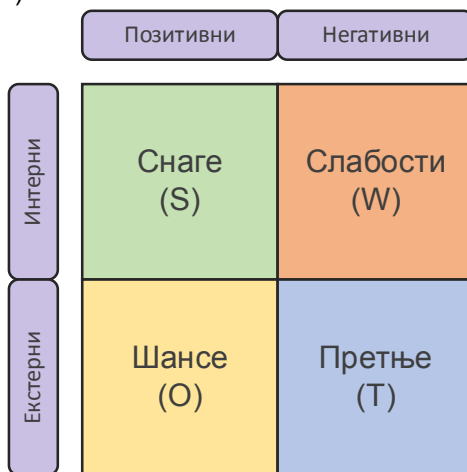 )
Позитивни
Негативни
Интерни
Снаге
(S)
Слабости
(W)
Екстерни
Шансе
(O)
Претње
(T)